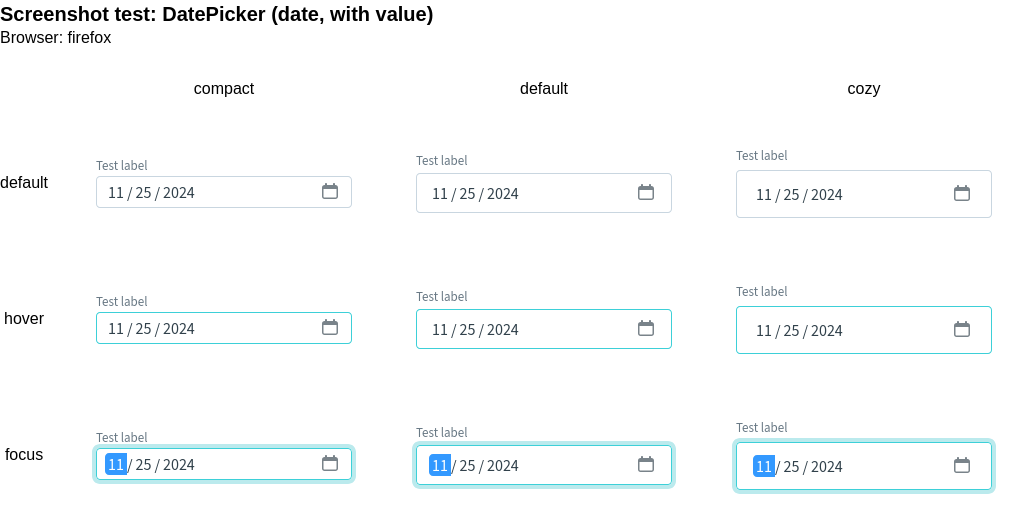 Screenshot test: DatePicker (date, with value)
Browser: firefox
compact default cozy
Test label Test label Test label
default 11 / 25 / 2024 11 / 25 / 2024 11 / 25 / 2024
Test label Test label Test label
hover 11 / 25 / 2024 11 / 25 / 2024 11 / 25 / 2024
Test label Test label Test label
focus 11 / 25 / 2024 11 / 25 / 2024 11 / 25 / 2024